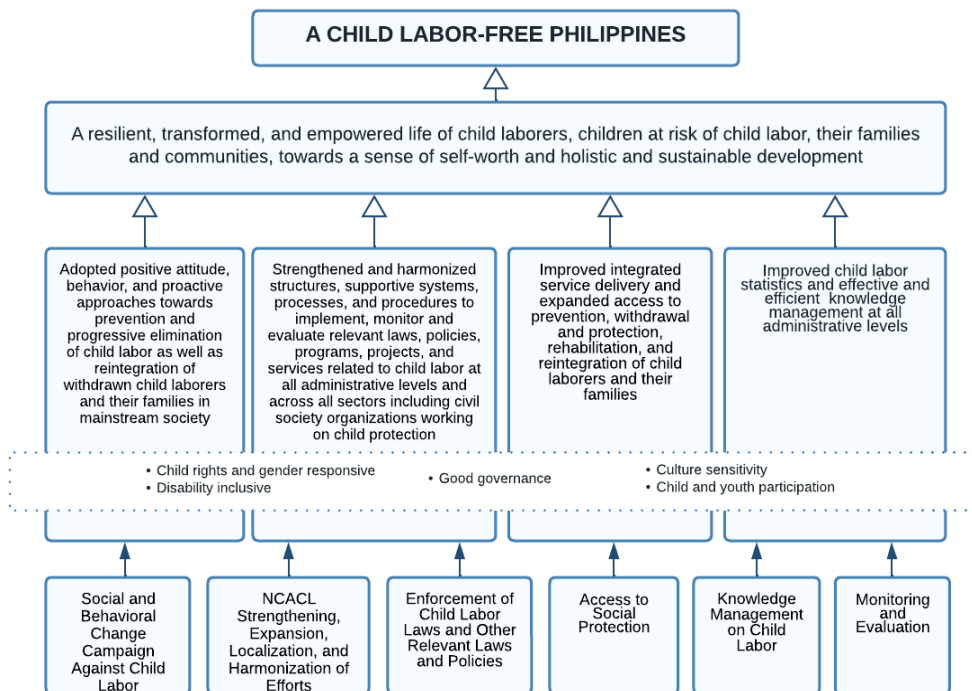 A CHILD LABOR-FREE PHILIPPINES
A resilient, transformed, and empowered life of child laborers, children at risk of child labor, their families
and communities, towards a sense of self-worth and holistic and sustainable development
Adopted positive attitude,
behavior, and proactive
approaches towards
prevention and
progressive elimination
of child labor as well as
reintegration of
withdrawn child laborers
and their families in
mainstream society
Strengthened and harmonized
structures, supportive systems,
processes, and procedures to
implement, monitor and
evaluate relevant laws, policies,
programs, projects, and
services related to child labor at
all administrative levels and
across all sectors including civil
society organizations working
on child protection
Improved integrated
service delivery and
expanded access to
prevention, withdrawal
and protection,
rehabilitation, and
reintegration of child
laborers and their
families
Improved child labor
statistics and effective and
efficient knowledge
management at all
administrative levels
• Child rights and gender responsive
• Disability inclusive
• Good governance
• Culture sensitivity
• Child and youth participation
Social and
Behavioral
Change
Campaign
Against Child
Labor
NCACL
Strengthening,
Expansion,
Localization, and
Harmonization of
Efforts
Enforcement of
Child Labor
Laws and Other
Relevant Laws
and Policies
Access to
Social
Protection
Knowledge
Management
on Child
Labor
Monitoring
and
Evaluation